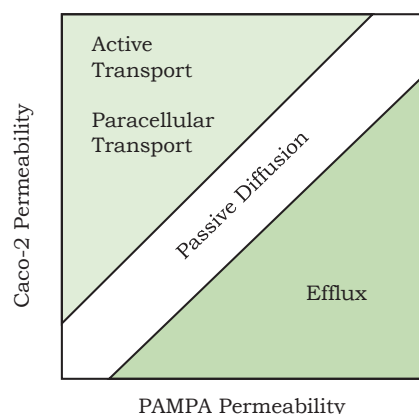 Active
Transport
Paracellular
Transport
Passive Diffusion
Efflux
Caco-2 Permeability
PAMPA Permeability